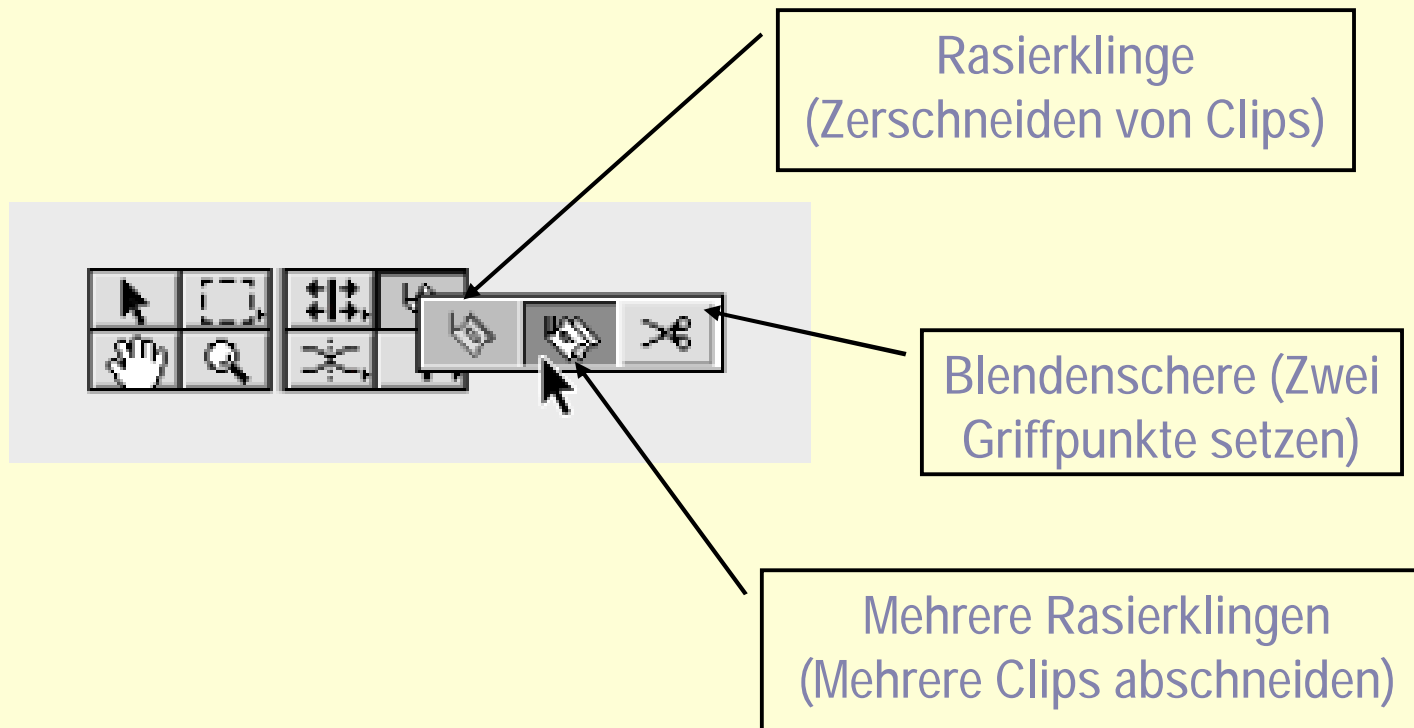 Rasierklinge
(Zerschneiden von Clips)
Blendenschere (Zwei
Griffpunkte setzen)
Mehrere Rasierklingen
(Mehrere Clips abschneiden)